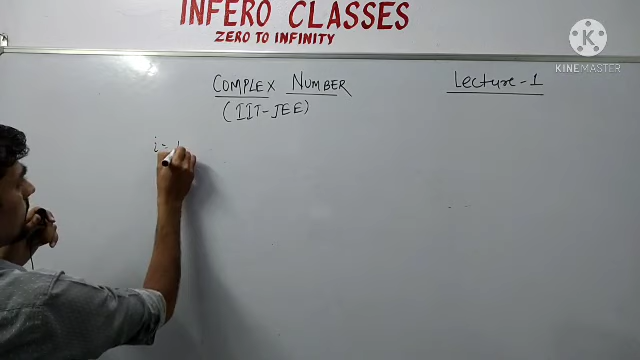 INFERO CLASSES
ZERO TO INFINITY
KINEMASTER
COMPLEX NUMBER
Lecture-1
(IIT-JEE)
i=